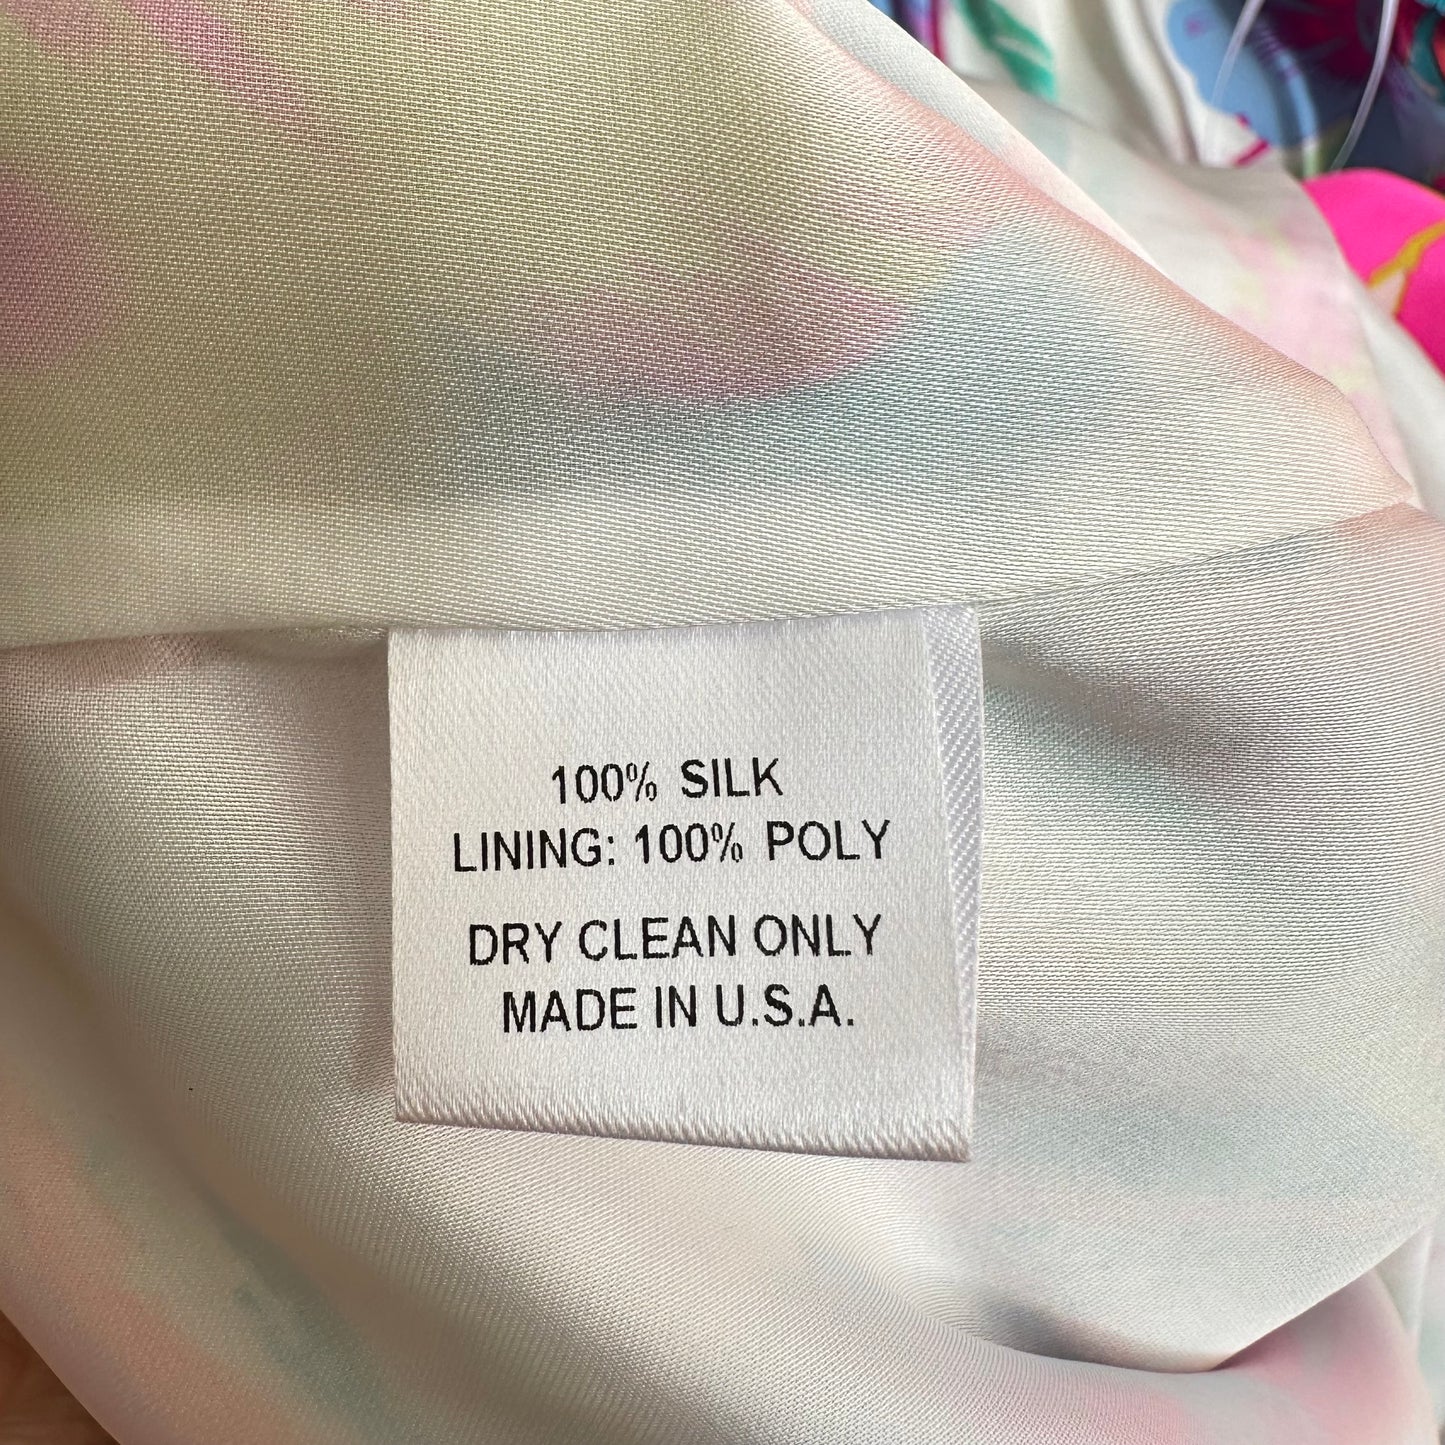 100% SILK
LINING: 100% POLY
DRY CLEAN ONLY
MADE IN U.S.A.